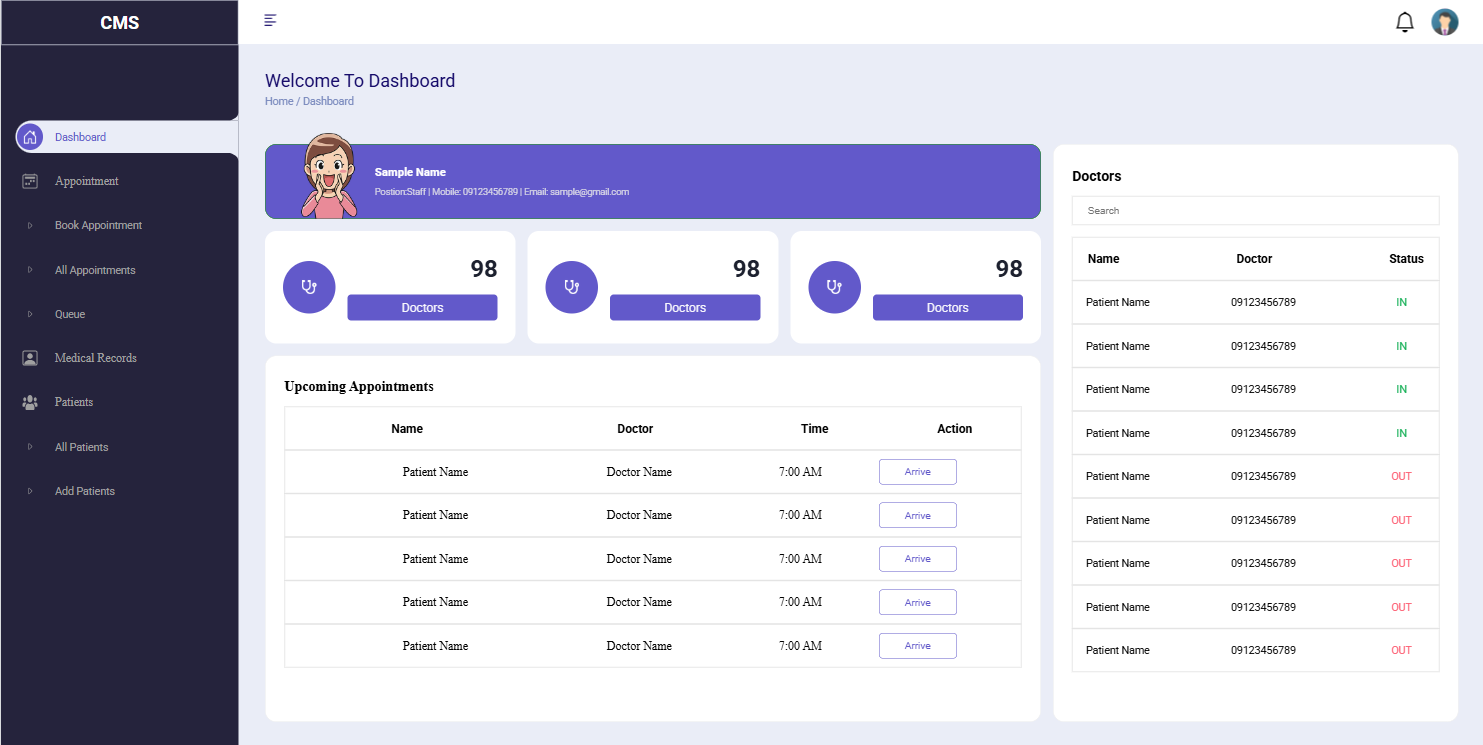 CMS
Dashboard
Appointment
Book Appointment
All Appointments
Queue
Medical Records
Patients
All Patients
Add Patients
Welcome To Dashboard
Home / Dashboard
Sample Name
Postion:Staff | Mobile: 09123456789 | Email: sample@gmail.com
98
Doctors
98
Doctors
98
Doctors
Upcoming Appointments
Name Doctor Time Action
Patient Name Doctor Name 7:00 AM Arrive
Patient Name Doctor Name 7:00 AM Arrive
Patient Name Doctor Name 7:00 AM Arrive
Patient Name Doctor Name 7:00 AM Arrive
Patient Name Doctor Name 7:00 AM Arrive
Doctors
Search
Name Doctor Status
Patient Name 09123456789 IN
Patient Name 09123456789 IN
Patient Name 09123456789 IN
Patient Name 09123456789 IN
Patient Name 09123456789 OUT
Patient Name 09123456789 OUT
Patient Name 09123456789 OUT
Patient Name 09123456789 OUT
Patient Name 09123456789 OUT